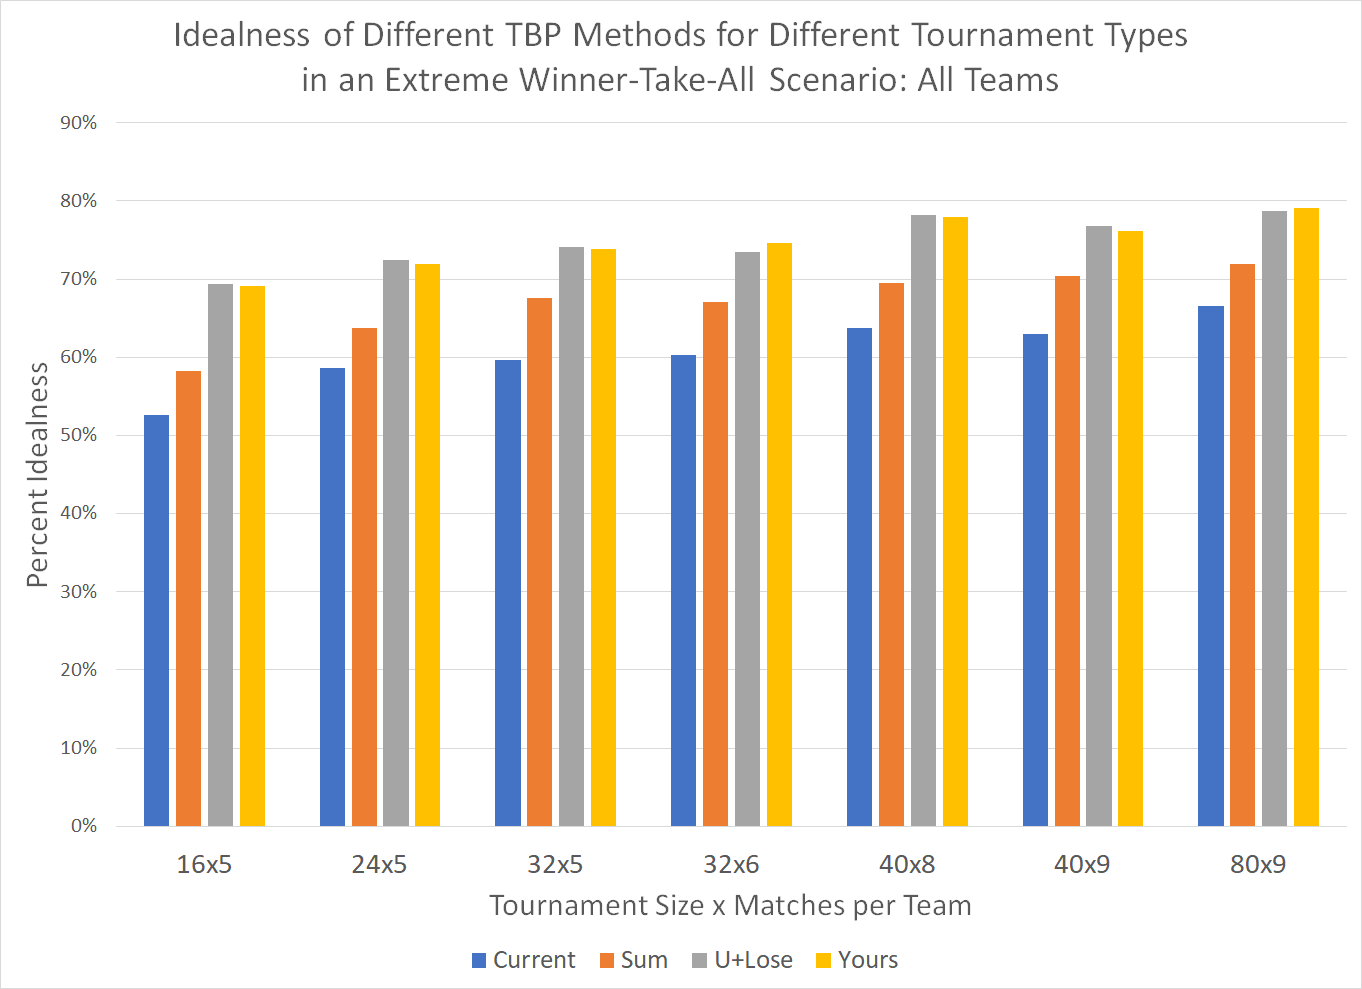 Idealness of Different TBP Methods for Different Tournament Types
in an Extreme Winner-Take-All Scenario: All Teams
90%
80%
70%
60%
50%
40%
30%
20%
10%
0%
Percent Idealness
16x5 24x5 32x5 32x6 40x8 40x9 80x9
Tournament Size x Matches per Team
Current Sum U+Lose Yours